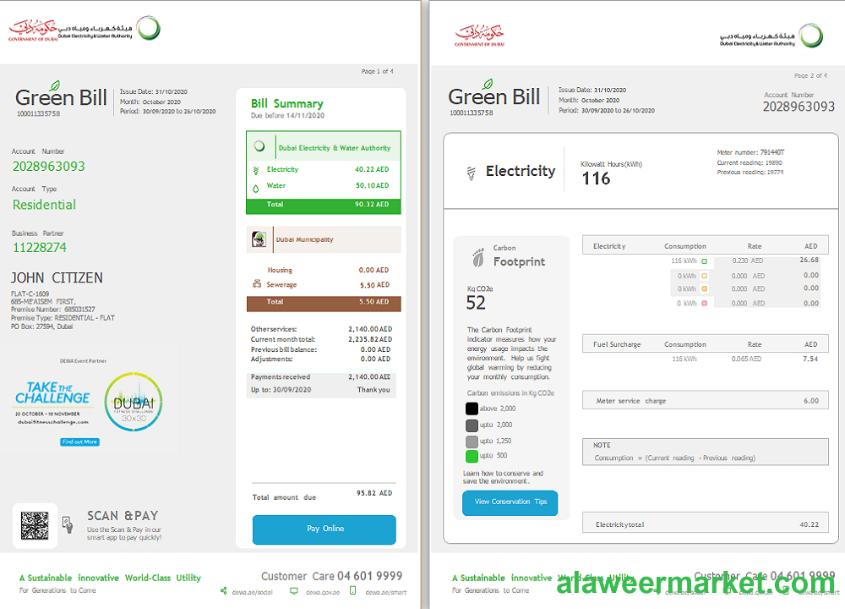 حكومة دبي
GOVERNMENT OF DUBAI
هيئة كهرباء ومياه دبي
Dubai Electricity & Water Authority
Page 1 of 4
Green Bill
100011335758
Issue Date: 31/10/2020
Month: October 2020
Period: 30/09/2020 to 26/10/2020
Account Number
2028963093
Account Type
Residential
Business Partner
11228274
JOHN CITIZEN
FLAT-C-1609
685-ME'AISEM FIRST,
Premise Number: 685031527
Premise Type: RESIDENTIAL - FLAT
PO Box: 27594, Dubai
DEWA Event Partner
TAKE THE
CHALLENGE
30 OCTOBER - 18 NOVEMBER
dubaifitnesschallenge.com
DUBAI
FITNESS CHALLENGE
30X30
Find out More
SCAN & PAY
Use the Scan & Pay in our
smart app to pay quickly!
Bill Summary
Due before 14/11/2020
Dubai Electricity & Water Authority
Electricity 40.22 AED
Water 50.10 AED
Total 90.32 AED
Dubai Municipality
Housing 0.00 AED
Sewerage 5.50 AED
Total 5.50 AED
Other services: 2,140.00 AED
Current month total: 2,235.82 AED
Previous bill balance: 0.00 AED
Adjustments: 0.00 AED
Payments received 2,140.00 AED
Up to: 30/09/2020 Thank you
Total amount due 95.82 AED
Pay Online
A Sustainable innovative World-Class Utility
For Generations to Come
Customer Care 04 601 9999
dewa.ae/social dewa.gov.ae dewa.ae/smart
حكومة دبي
GOVERNMENT OF DUBAI
هيئة كهرباء ومياه دبي
Dubai Electricity & Water Authority
Page 2 of 4
Green Bill
100011335758
Issue Date: 31/10/2020
Month: October 2020
Period: 30/09/2020 to 26/10/2020
Account Number
2028963093
Electricity
Kilowatt Hours(kWh)
116
Meter number: 791440T
Current reading: 19890
Previous reading: 19774
Carbon
Footprint
Kg CO2e
52
The Carbon Footprint
indicator measures how your
energy usage impacts the
environment. Help us fight
global warming by reducing
your monthly consumption.
Carbon emissions in Kg CO2e
above 2,000
upto 2,000
upto 1,250
upto 500
Learn how to conserve and
save the environment.
View Conservation Tips
Electricity Consumption Rate AED
116 kWh 0.230 AED 26.68
0 kWh 0.000 AED 0.00
0 kWh 0.000 AED 0.00
0 kWh 0.000 AED 0.00
Fuel Surcharge Consumption Rate AED
116 kWh 0.065 AED 7.54
Meter service charge 6.00
NOTE
Consumption = (Current reading - Previous reading)
Electricity total 40.22
A Sustainable innovative World-Class Utility
For Generations to Come
Customer Care 04 601 9999
alaweermarket.com